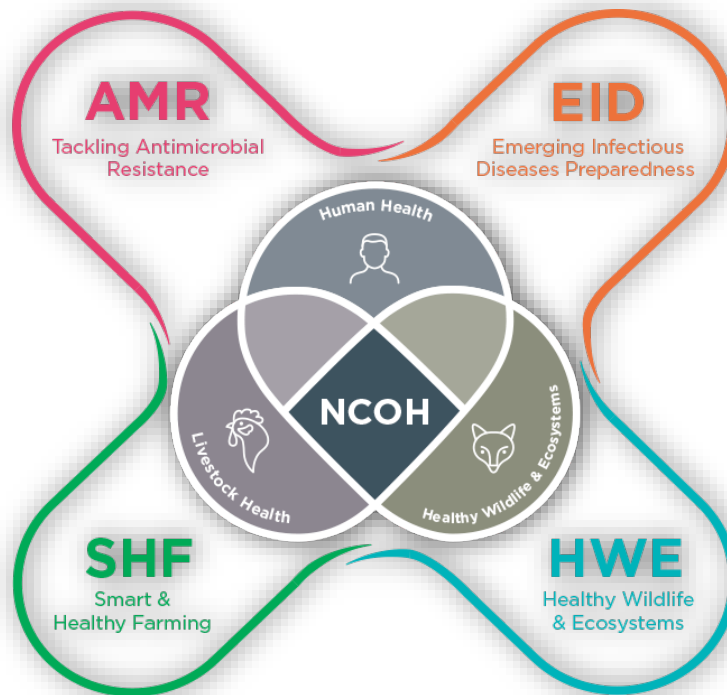 AMR
Tackling Antimicrobial
Resistance
EID
Emerging Infectious
Diseases Preparedness
Human Health
NCOH
Livestock Health
Healthy Wildlife & Ecosystems
SHF
Smart &
Healthy Farming
HWE
Healthy Wildlife
& Ecosystems